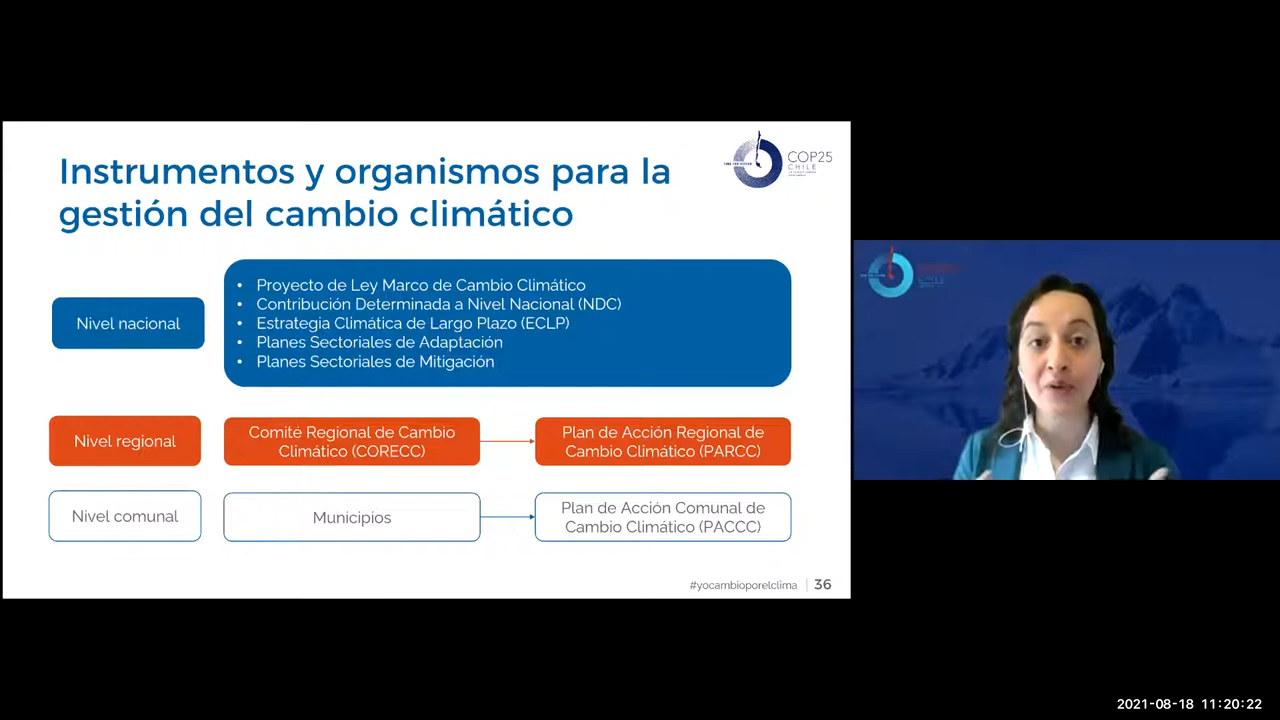 Instrumentos y organismos para la
gestión del cambio climático
COP25
CHILE
Nivel nacional
• Proyecto de Ley Marco de Cambio Climático
• Contribución Determinada a Nivel Nacional (NDC)
• Estrategia Climática de Largo Plazo (ECLP)
• Planes Sectoriales de Adaptación
• Planes Sectoriales de Mitigación
Nivel regional
Comité Regional de Cambio
Climático (CORECC)
Plan de Acción Regional de
Cambio Climático (PARCC)
Nivel comunal
Municipios
Plan de Acción Comunal de
Cambio Climático (PACCC)
#yocambioporelclima
36
2021-08-18 11:20:22